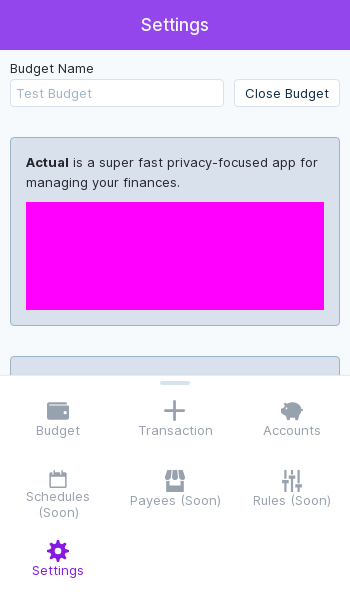 Settings
Budget Name
Test Budget
Close Budget
Actual is a super fast privacy-focused app for
managing your finances.
Budget
Transaction
Accounts
Schedules
(Soon)
Payees (Soon)
Rules (Soon)
Settings